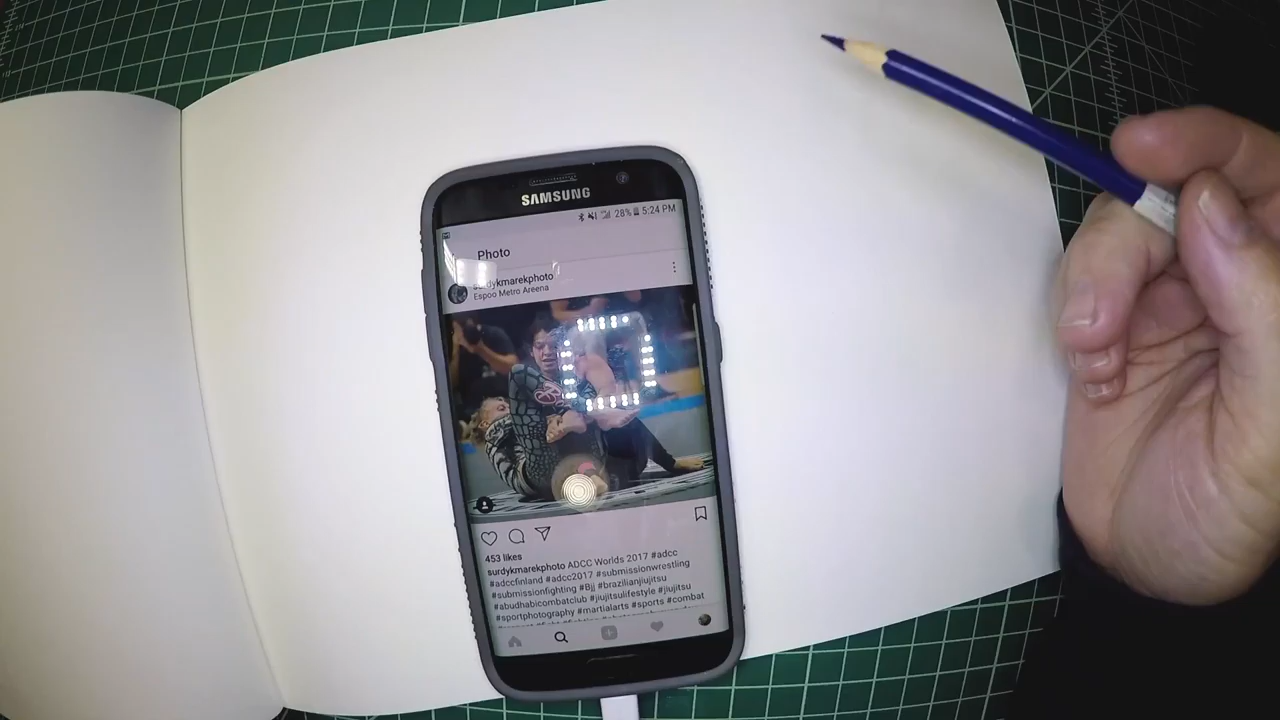 SAMSUNG
28% 5:24 PM
Photo
surdykmarekphoto
Espoo Metro Areena
453 likes
surdykmarekphoto ADCC Worlds 2017 #adcc
#adccfinland #adcc2017 #submissionwrestling
#submissionfighting #Bjj #brazilianjiujitsu
#abudhabicombatclub #jiujitsulifestyle #jiujitsu
#sportphotography #martialarts #sports #combat